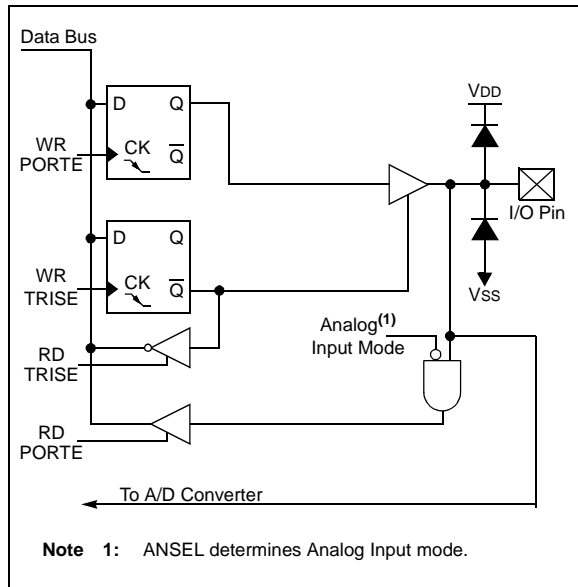 Data Bus
D Q
WR
PORTE
CK Q
VDD
I/O Pin
D Q
WR
TRISE
CK Q
VSS
Analog(1)
Input Mode
RD
TRISE
RD
PORTE
To A/D Converter
Note 1: ANSEL determines Analog Input mode.